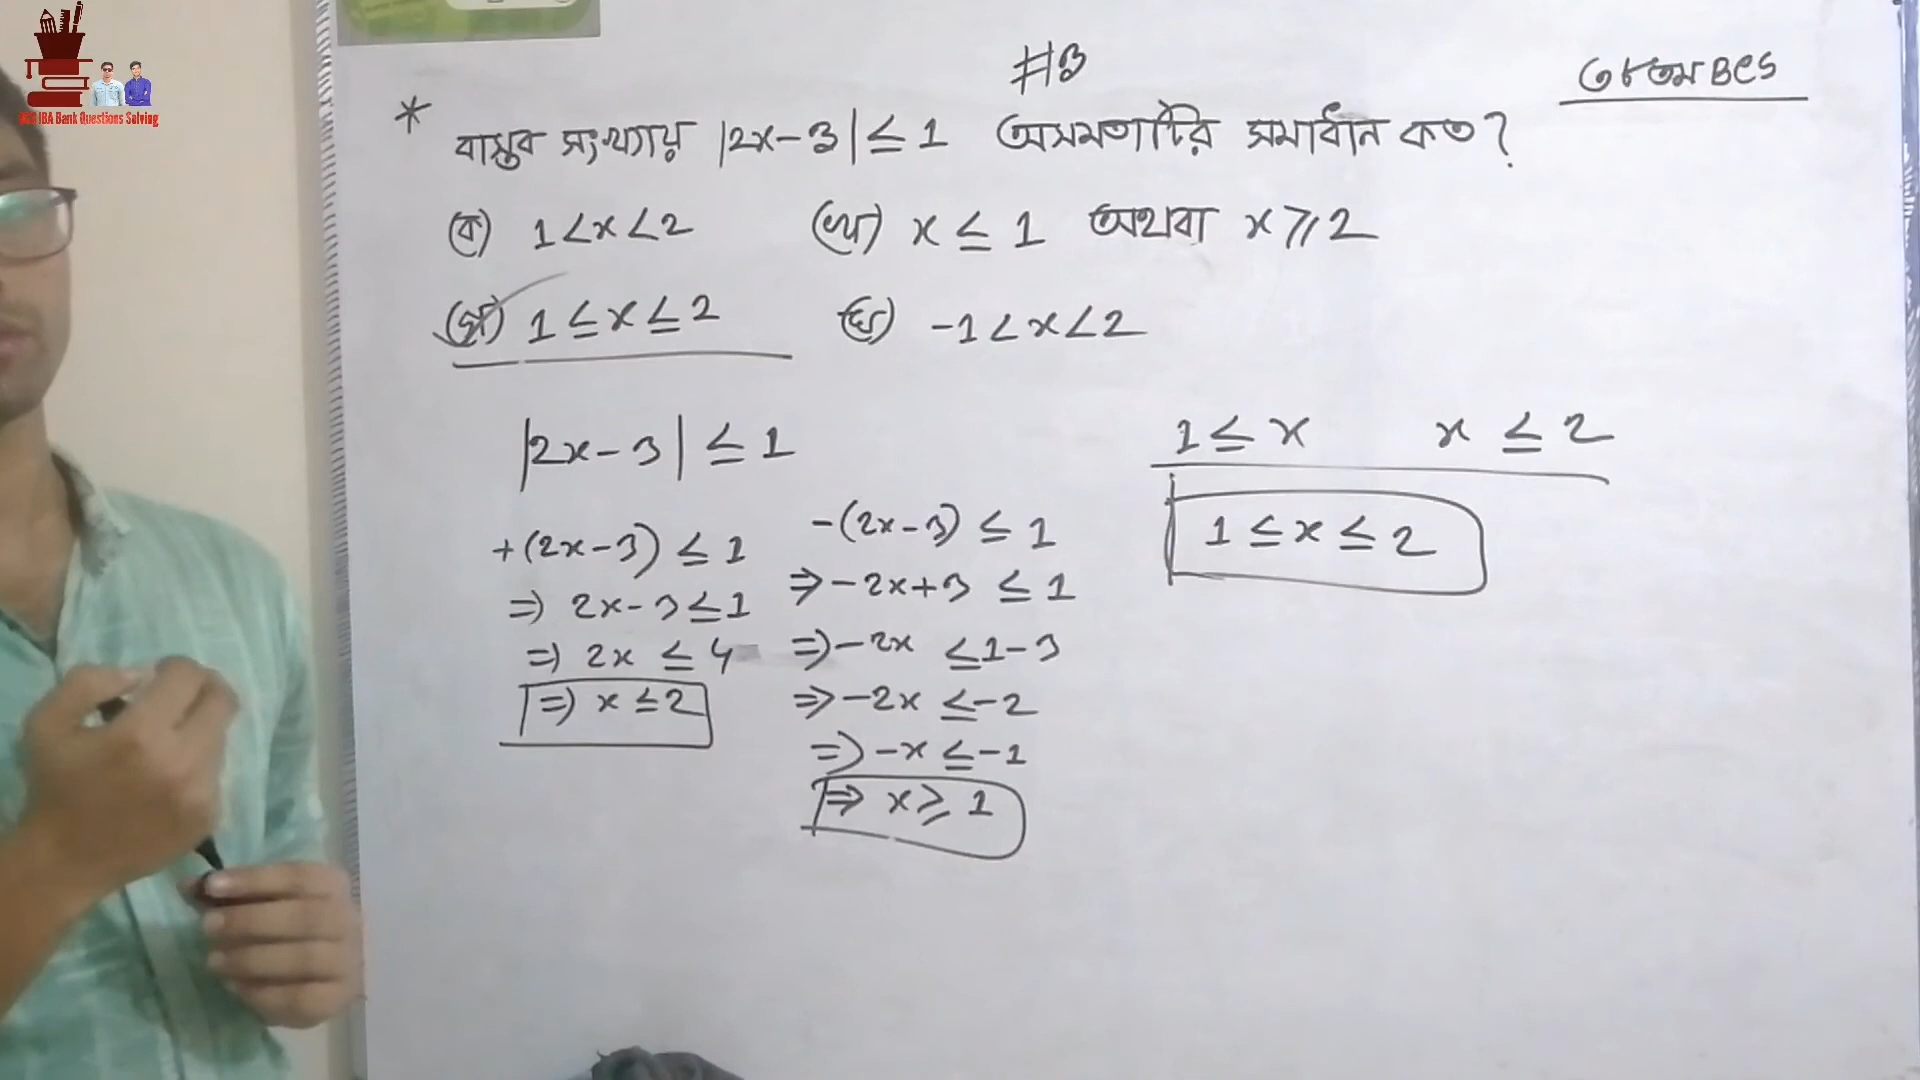 BCS IBA Bank Questions Solving
#3
৩৮তম BCS
* বাস্তব সংখ্যায় |2x-3| ≤ 1 অসমতাটির সমাধান কত?
(ক) 1<x<2 (খ) x ≤ 1 অথবা x ≥ 2
(গ) 1 ≤ x ≤ 2 (ঘ) -1<x<2
|2x-3| ≤ 1
1 ≤ x x ≤ 2
1 ≤ x ≤ 2
+(2x-3) ≤ 1
⇒ 2x-3 ≤ 1
⇒ 2x ≤ 4
⇒ x ≤ 2
-(2x-3) ≤ 1
⇒ -2x+3 ≤ 1
⇒ -2x ≤ 1-3
⇒ -2x ≤ -2
⇒ -x ≤ -1
⇒ x ≥ 1